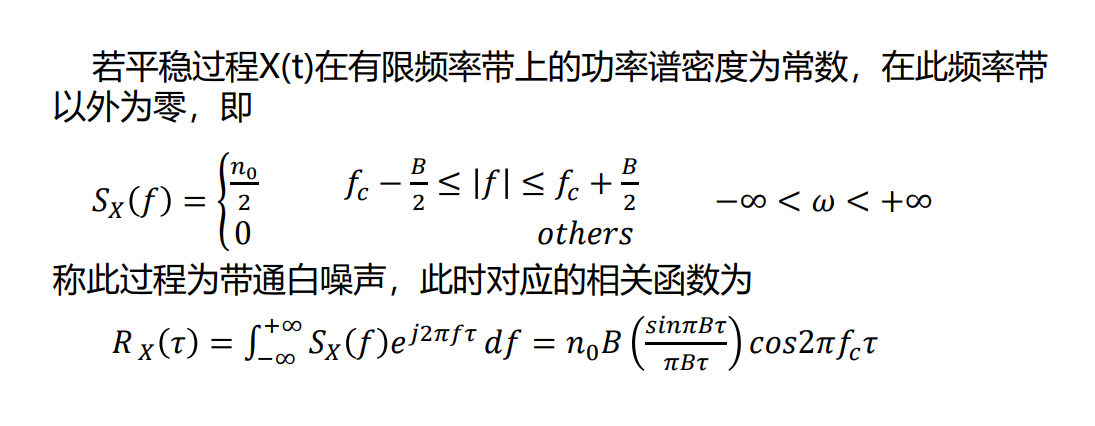 若平稳过程X(t)在有限频率带上的功率谱密度为常数，在此频率带
以外为零，即
$S_X(f) = \begin{cases} \frac{n_0}{2} & f_c - \frac{B}{2} \leq |f| \leq f_c + \frac{B}{2} \\ 0 & others \end{cases} \quad -\infty < \omega < +\infty$
称此过程为带通白噪声，此时对应的相关函数为
$R_X(\tau) = \int_{-\infty}^{+\infty} S_X(f) e^{j2\pi f\tau} \, df = n_0 B \left( \frac{sin\pi B\tau}{\pi B\tau} \right) cos2\pi f_c \tau$